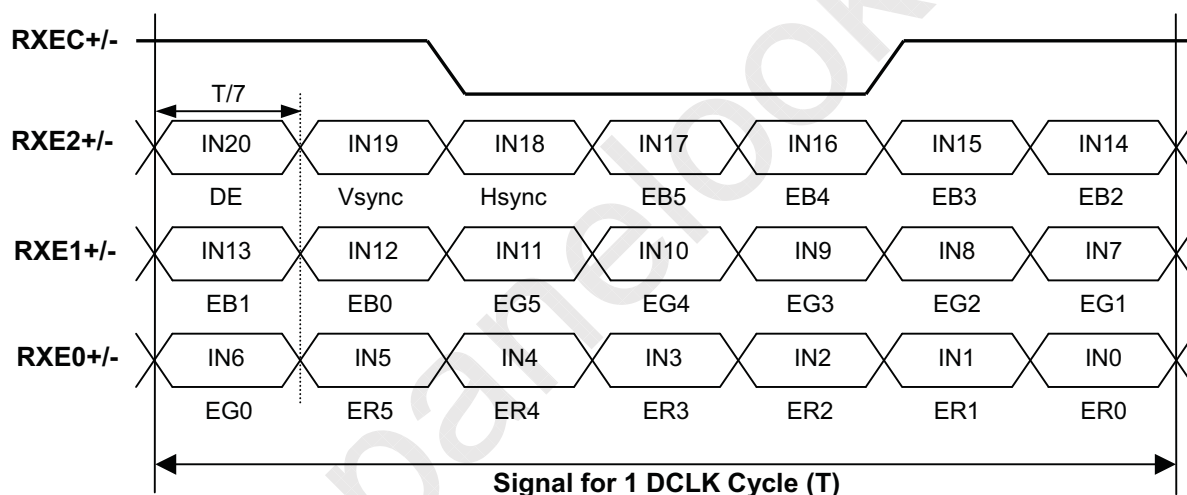 RXEC+/-
T/7
RXE2+/- IN20 IN19 IN18 IN17 IN16 IN15 IN14
DE Vsync Hsync EB5 EB4 EB3 EB2
RXE1+/- IN13 IN12 IN11 IN10 IN9 IN8 IN7
EB1 EB0 EG5 EG4 EG3 EG2 EG1
RXE0+/- IN6 IN5 IN4 IN3 IN2 IN1 IN0
EG0 ER5 ER4 ER3 ER2 ER1 ER0
Signal for 1 DCLK Cycle (T)
panelook